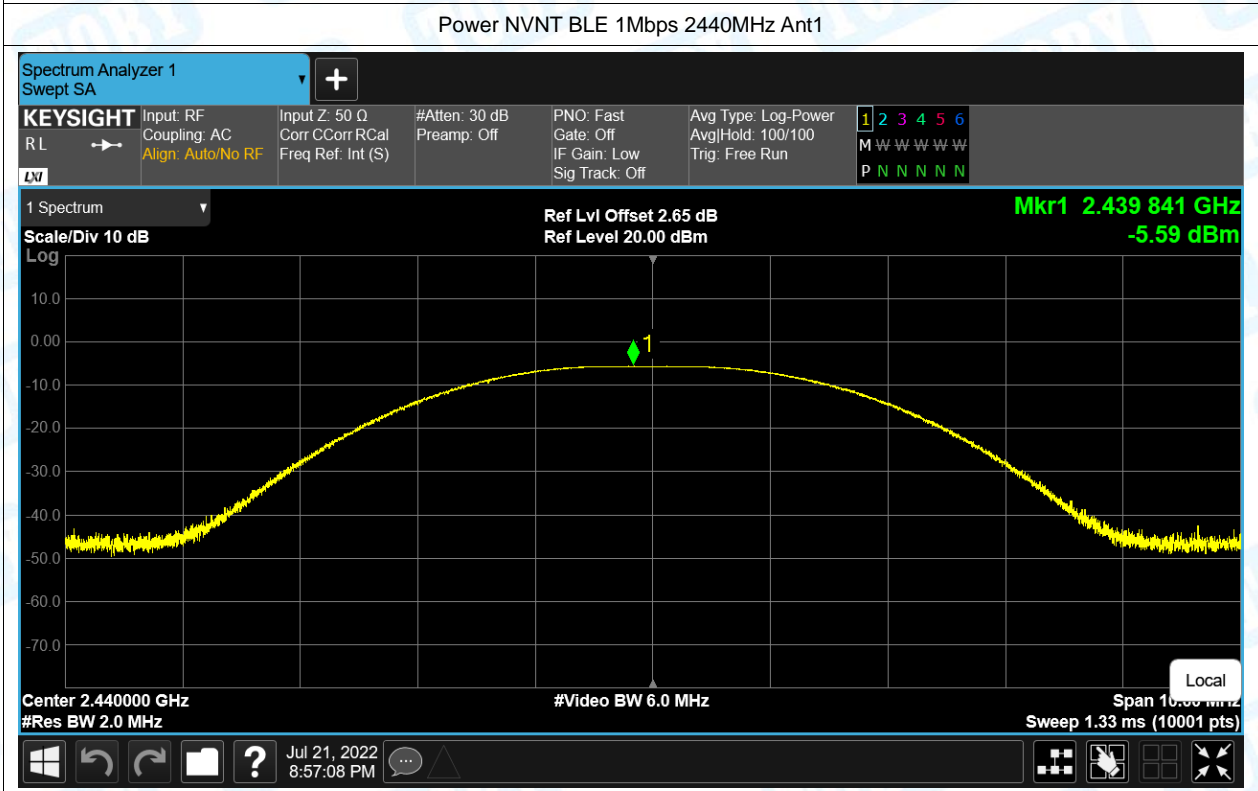 Power NVNT BLE 1Mbps 2440MHz Ant1
Spectrum Analyzer 1
Swept SA
KEYSIGHT
R L
LXI
Input: RF
Coupling: AC
Align: Auto/No RF
Input Z: 50 Ω
Corr CCorr RCal
Freq Ref: Int (S)
#Atten: 30 dB
Preamp: Off
PNO: Fast
Gate: Off
IF Gain: Low
Sig Track: Off
Avg Type: Log-Power
Avg|Hold: 100/100
Trig: Free Run
1 2 3 4 5 6
M W W W W W
P N N N N N
1 Spectrum
Scale/Div 10 dB
Log
Ref Lvl Offset 2.65 dB
Ref Level 20.00 dBm
Mkr1 2.439 841 GHz
-5.59 dBm
10.0
0.00
1
-10.0
-20.0
-30.0
-40.0
-50.0
-60.0
-70.0
Local
Center 2.440000 GHz
#Video BW 6.0 MHz
Span 10.00 MHz
#Res BW 2.0 MHz
Sweep 1.33 ms (10001 pts)
?
Jul 21, 2022
8:57:08 PM